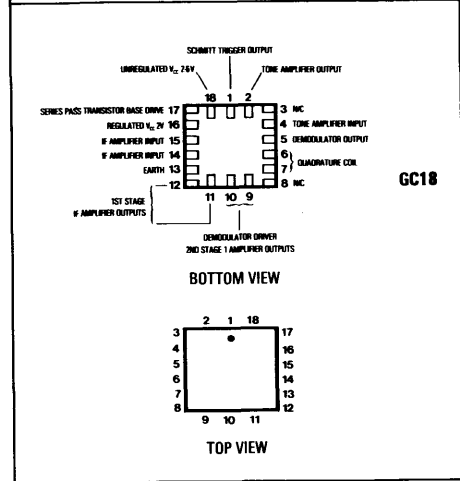 SCHMITT TRIGGER OUTPUT
UNREGULATED Vcc 2-6V
TONE AMPLIFIER OUTPUT
18 1 2
SERIES PASS TRANSISTOR BASE DRIVE 17
3 N/C
REGULATED Vcc 2V 16
4 TONE AMPLIFIER INPUT
IF AMPLIFIER INPUT 15
5 DEMODULATOR OUTPUT
IF AMPLIFIER INPUT 14
6
7
QUADRATURE COIL
EARTH 13
12
8 N/C
GC18
11 10 9
1ST STAGE
IF AMPLIFIER OUTPUTS
DEMODULATOR DRIVER
2ND STAGE 1 AMPLIFIER OUTPUTS
BOTTOM VIEW
2 1 18
3 17
4 16
5 15
6 14
7 13
8 12
9 10 11
TOP VIEW